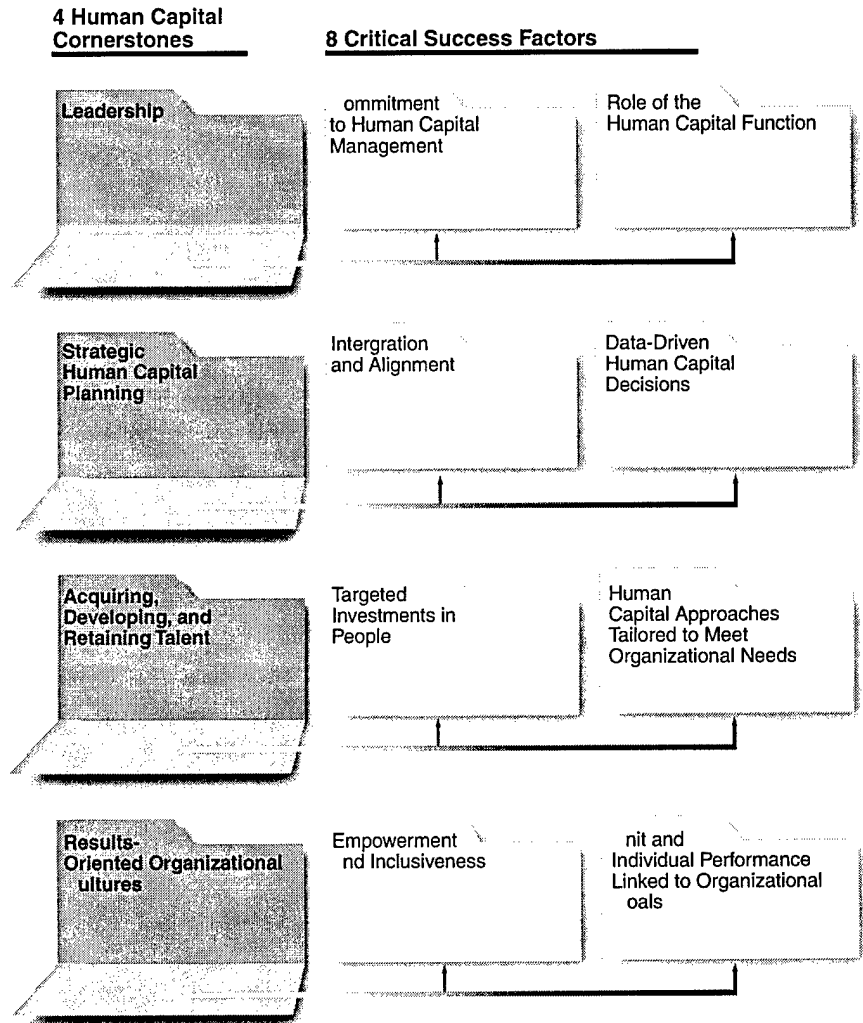 4 Human Capital
Cornerstones
8 Critical Success Factors
Leadership
ommitment
to Human Capital
Management
Role of the
Human Capital Function
Strategic
Human Capital
Planning
Intergration
and Alignment
Data-Driven
Human Capital
Decisions
Acquiring,
Developing, and
Retaining Talent
Targeted
Investments in
People
Human
Capital Approaches
Tailored to Meet
Organizational Needs
Results-
Oriented Organizational
ultures
Empowerment
nd Inclusiveness
nit and
Individual Performance
Linked to Organizational
oals